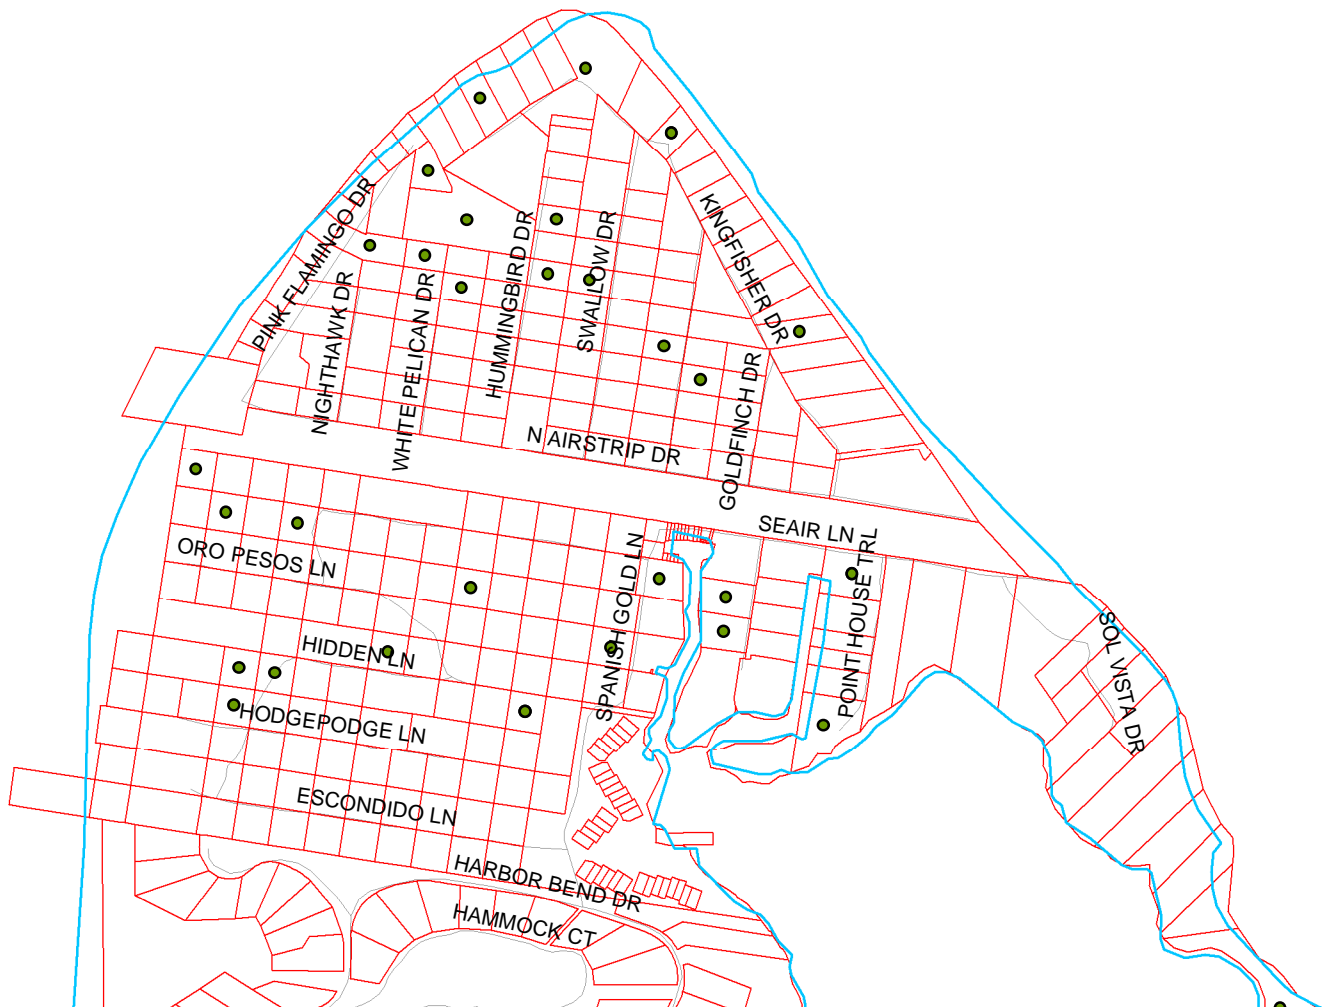 PINK FLAMINGO DR
NIGHTHAWK DR
WHITE PELICAN DR
HUMMINGBIRD DR
SWALLOW DR
KINGFISHER DR
GOLDFINCH DR
N AIRSTRIP DR
SEAIR LN
POINT HOUSE TRL
ORO PESOS LN
SPANISH GOLD LN
HIDDEN LN
SOL VISTA DR
HODGEPODGE LN
ESCONDIDO LN
HARBOR BEND DR
HAMMOCK CT